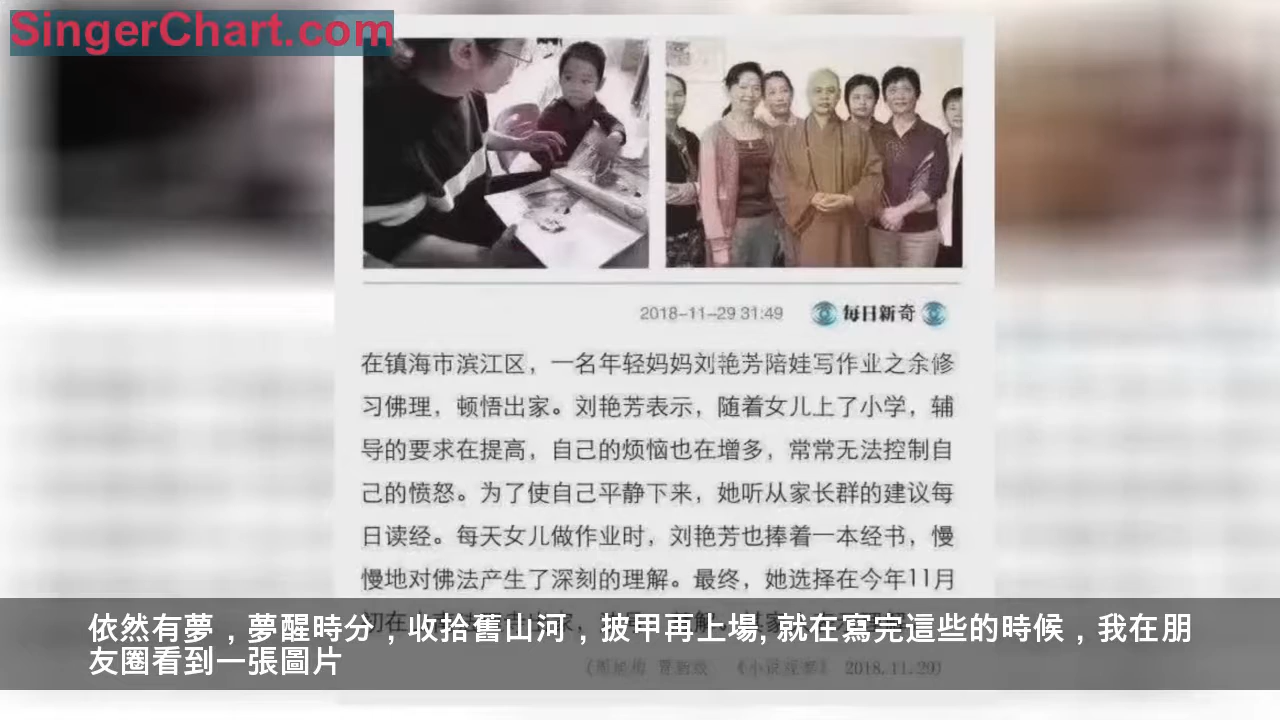 SingerChart.com
2018-11-29 31:49
每日新奇
在镇海市滨江区，一名年轻妈妈刘艳芳陪娃写作业之余修
习佛理，顿悟出家。刘艳芳表示，随着女儿上了小学，辅
导的要求在提高，自己的烦恼也在增多，常常无法控制自
己的愤怒。为了使自己平静下来，她听从家长群的建议每
日读经。每天女儿做作业时，刘艳芳也捧着一本经书，慢
慢地对佛法产生了深刻的理解。最终，她选择在今年11月
初在
2018.11.29)
依然有夢，夢醒時分，收拾舊山河，披甲再上場, 就在寫完這些的時候，我在朋
友圈看到一張圖片